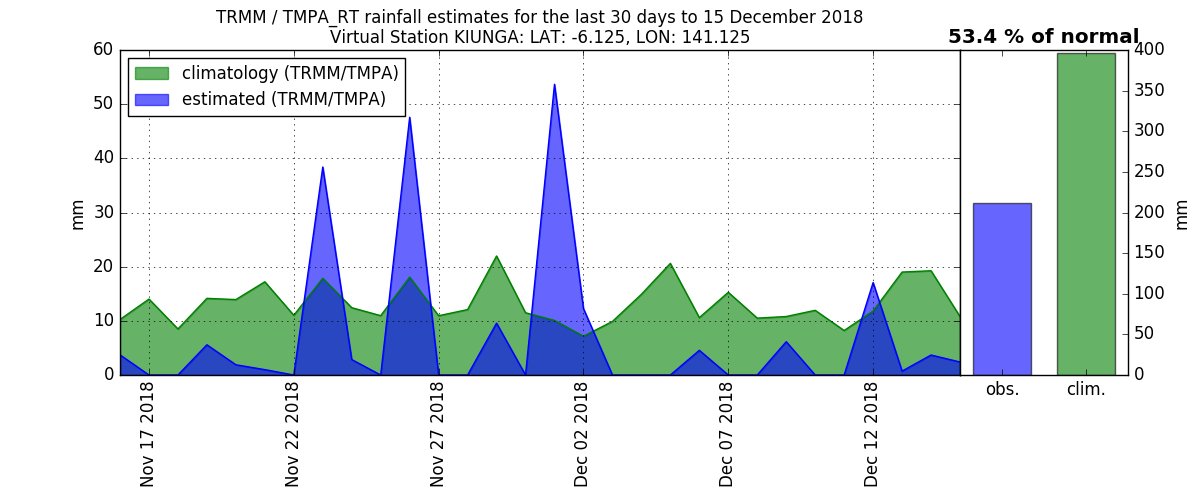 TRMM / TMPA_RT rainfall estimates for the last 30 days to 15 December 2018
Virtual Station KIUNGA: LAT: -6.125, LON: 141.125
53.4 % of normal
climatology (TRMM/TMPA)
estimated (TRMM/TMPA)
60
50
40
30
20
10
0
mm
400
350
300
250
200
150
100
50
0
mm
Nov 17 2018
Nov 22 2018
Nov 27 2018
Dec 02 2018
Dec 07 2018
Dec 12 2018
obs.
clim.